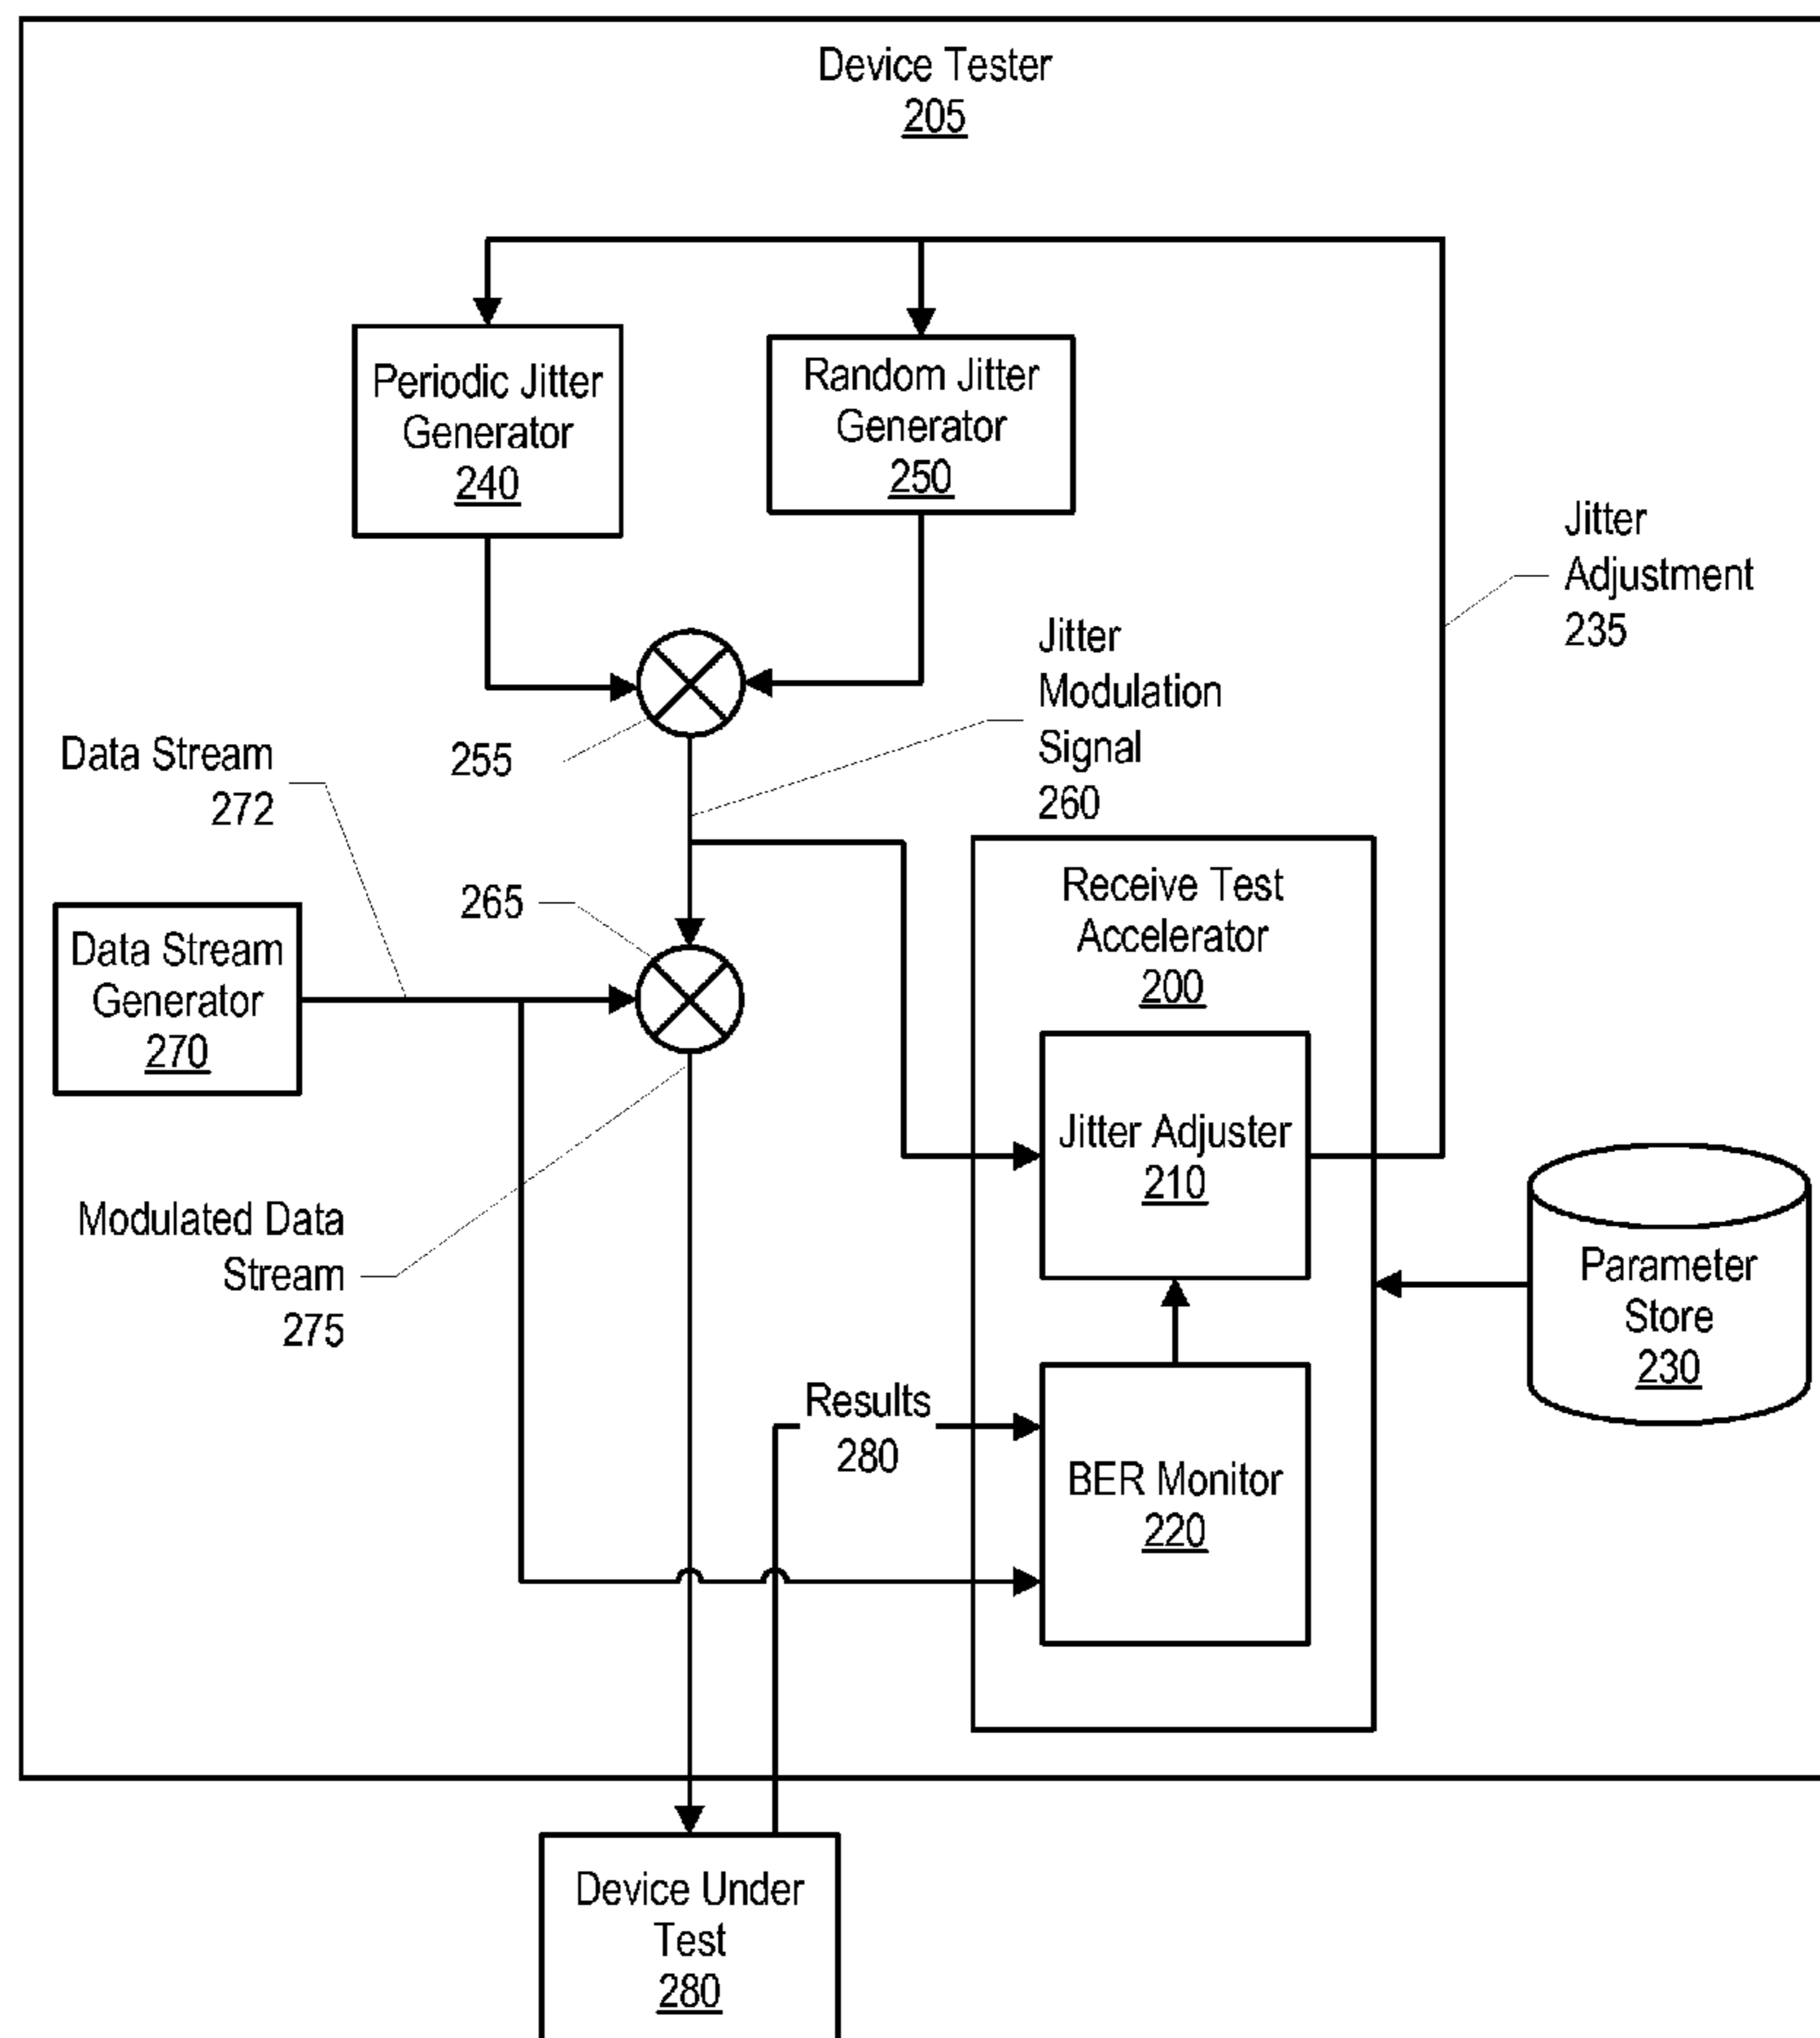 Device Tester
205
Periodic Jitter
Generator
240
Random Jitter
Generator
250
Jitter
Adjustment
235
Jitter
Modulation
Signal
260
255
Data Stream
272
265
Data Stream
Generator
270
Receive Test
Accelerator
200
Jitter Adjuster
210
Modulated Data
Stream
275
Parameter
Store
230
Results
280
BER Monitor
220
Device Under
Test
280